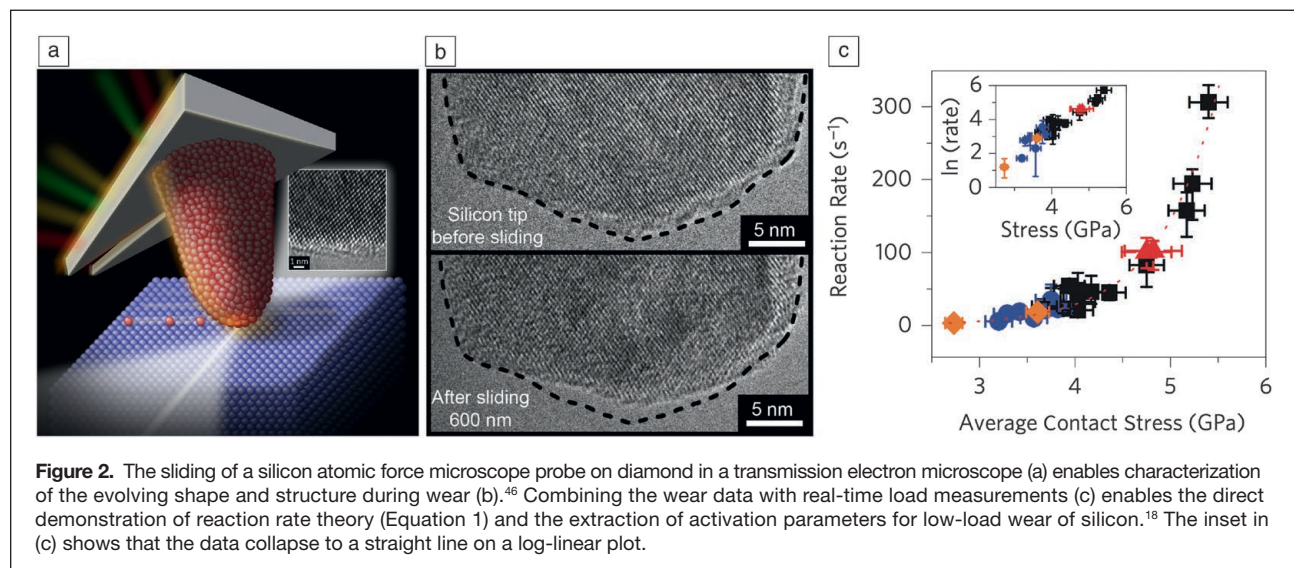 a
1 nm
b
Silicon tip
before sliding
5 nm
After sliding
600 nm
5 nm
c
Reaction Rate (s⁻¹)
300
200
100
0
3
4
5
6
Average Contact Stress (GPa)
ln (rate)
6
4
2
0
4
6
Stress (GPa)
Figure 2. The sliding of a silicon atomic force microscope probe on diamond in a transmission electron microscope (a) enables characterization
of the evolving shape and structure during wear (b).⁴⁶ Combining the wear data with real-time load measurements (c) enables the direct
demonstration of reaction rate theory (Equation 1) and the extraction of activation parameters for low-load wear of silicon.¹⁸ The inset in
(c) shows that the data collapse to a straight line on a log-linear plot.